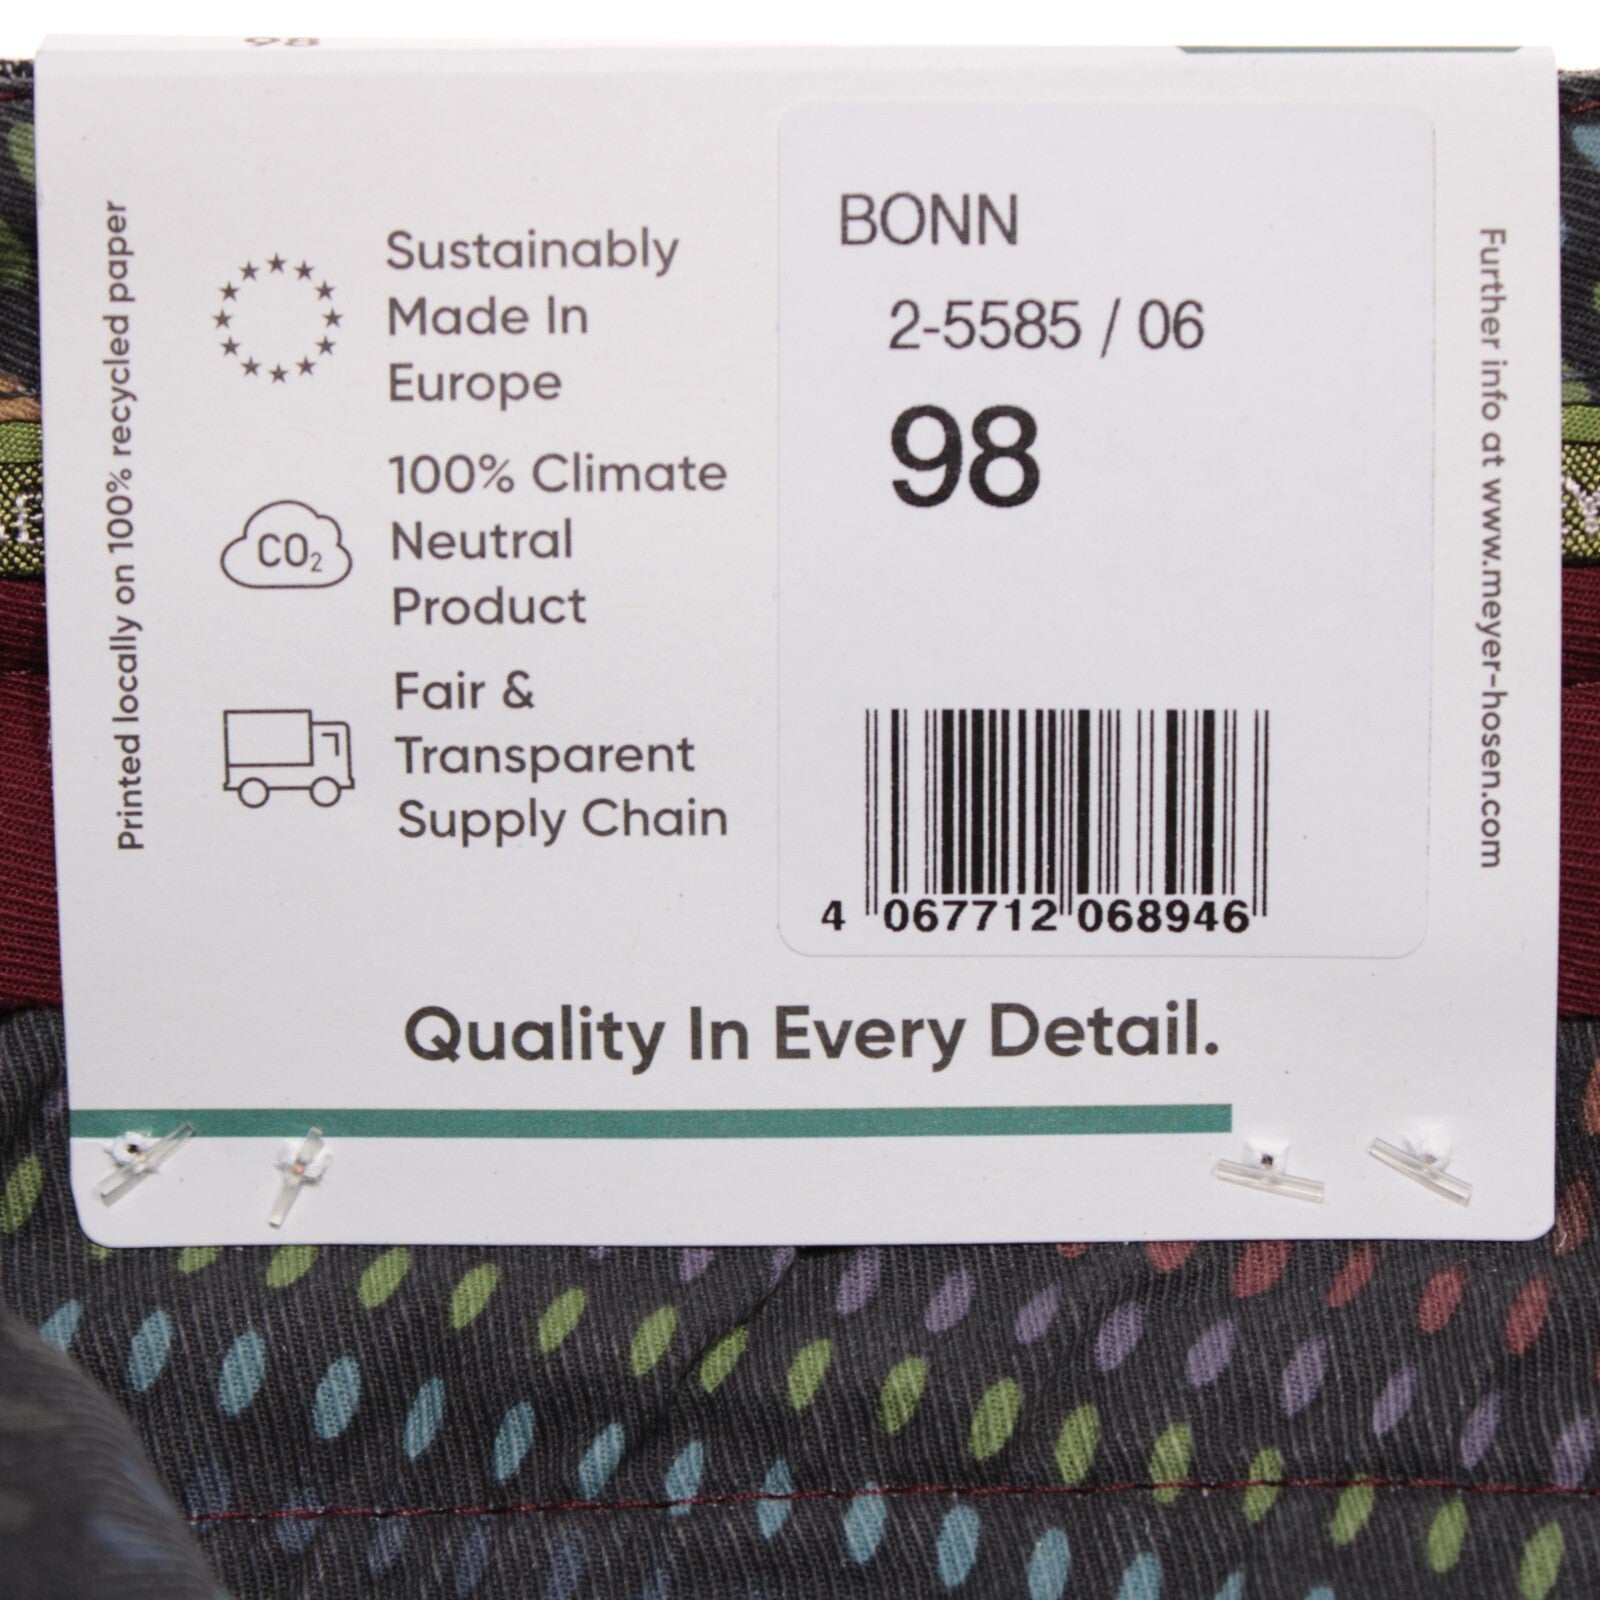 98
Printed locally on 100% recycled paper
Sustainably
Made In
Europe
CO₂
100% Climate
Neutral
Product
Fair &
Transparent
Supply Chain
BONN
2-5585 / 06
98
4 067712 068946
Further info at www.meyer-hosen.com
Quality In Every Detail.